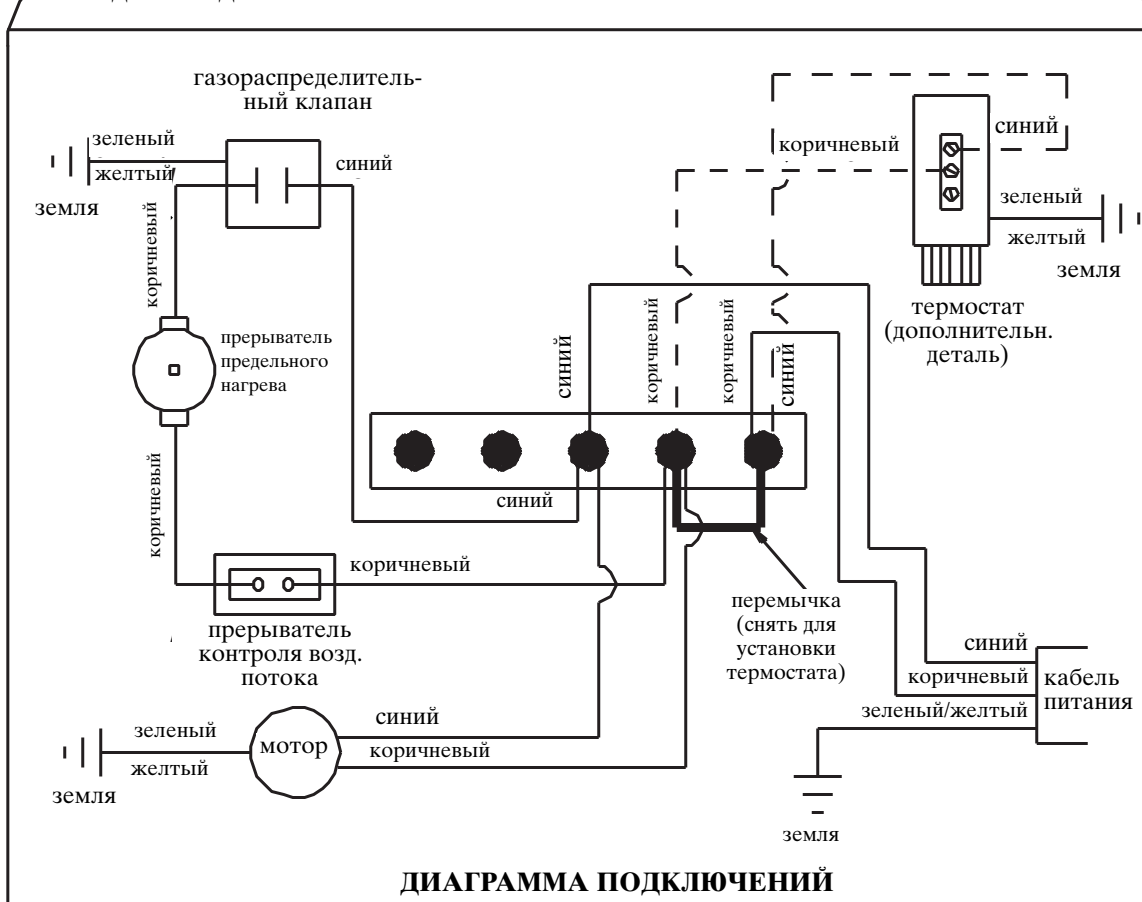 газораспределитель-
ный клапан
зеленый
желтый
земля
синий
коричневый
прерыватель
предельного
нагрева
коричневый
коричневый
синий
зеленый
желтый
земля
термостат
(дополнительн.
деталь)
синий
коричневый
коричневый
синий
синий
коричневый
прерыватель
контроля возд.
потока
перемычка
(снять для
установки
термостата)
синий
коричневый
зеленый/желтый
кабель
питания
зеленый
желтый
земля
мотор
синий
коричневый
земля
ДИАГРАММА ПОДКЛЮЧЕНИЙ